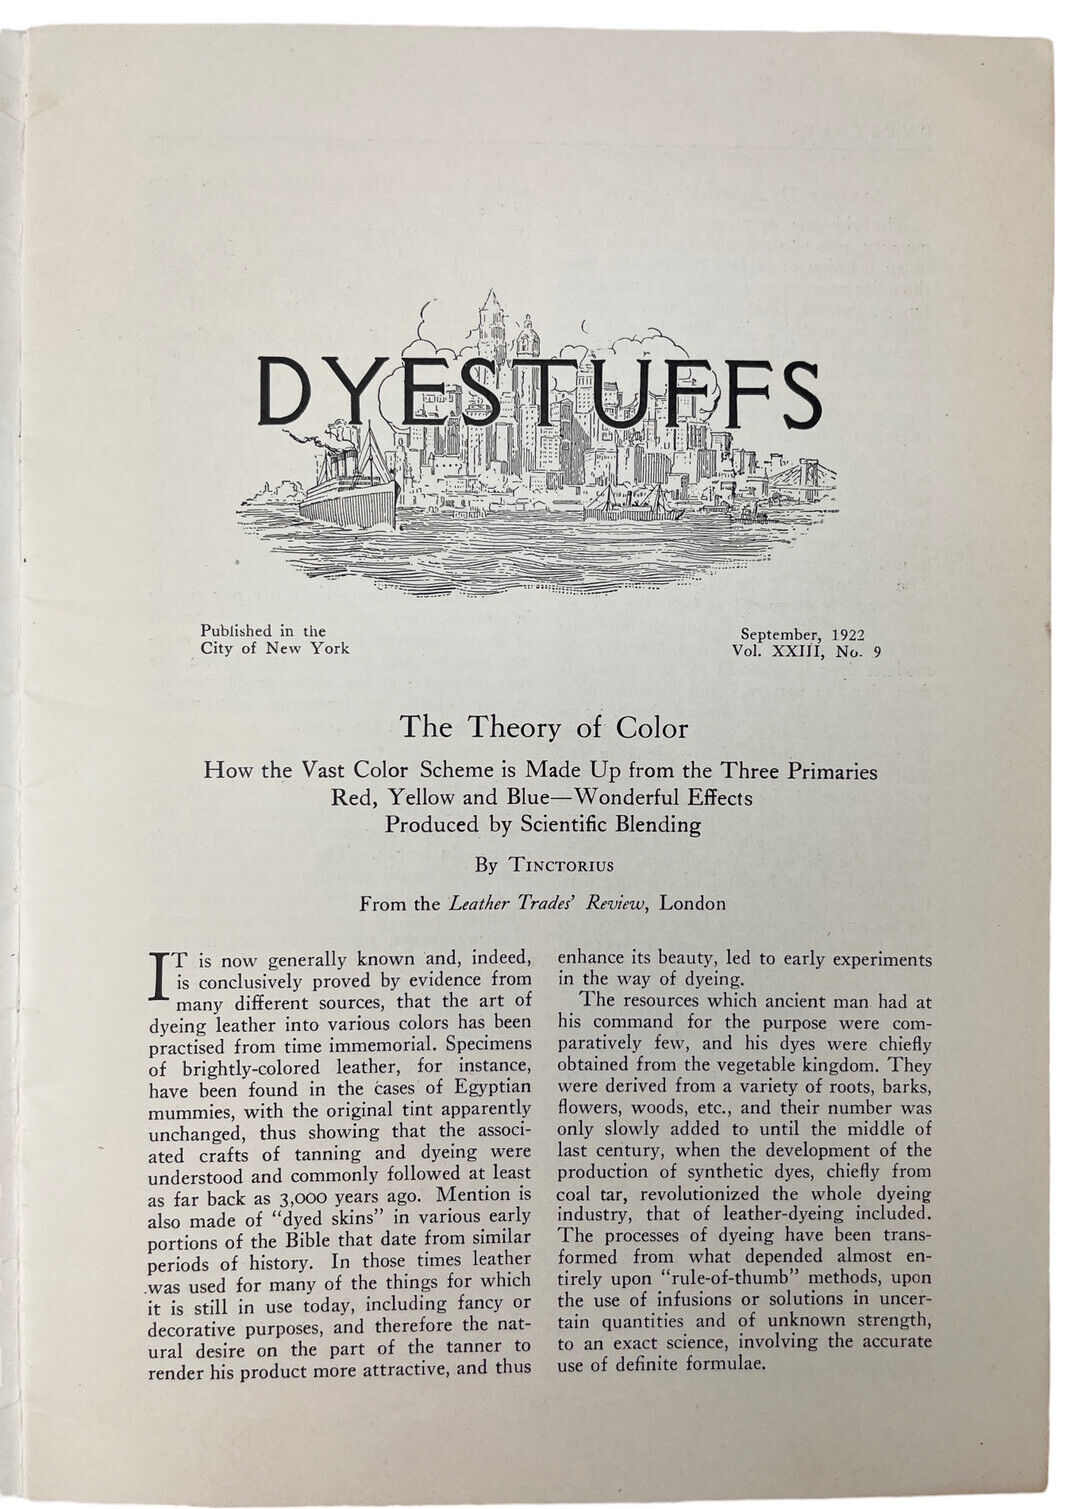 DYESTUFFS
Published in the
City of New York
September, 1922
Vol. XXIII, No. 9
The Theory of Color
How the Vast Color Scheme is Made Up from the Three Primaries
Red, Yellow and Blue—Wonderful Effects
Produced by Scientific Blending
By TINCTORIUS
From the Leather Trades' Review, London
IT is now generally known and, indeed,
is conclusively proved by evidence from
many different sources, that the art of
dyeing leather into various colors has been
practised from time immemorial. Specimens
of brightly-colored leather, for instance,
have been found in the cases of Egyptian
mummies, with the original tint apparently
unchanged, thus showing that the associ-
ated crafts of tanning and dyeing were
understood and commonly followed at least
as far back as 3,000 years ago. Mention is
also made of "dyed skins" in various early
portions of the Bible that date from similar
periods of history. In those times leather
was used for many of the things for which
it is still in use today, including fancy or
decorative purposes, and therefore the nat-
ural desire on the part of the tanner to
render his product more attractive, and thus
enhance its beauty, led to early experiments
in the way of dyeing.
The resources which ancient man had at
his command for the purpose were com-
paratively few, and his dyes were chiefly
obtained from the vegetable kingdom. They
were derived from a variety of roots, barks,
flowers, woods, etc., and their number was
only slowly added to until the middle of
last century, when the development of the
production of synthetic dyes, chiefly from
coal tar, revolutionized the whole dyeing
industry, that of leather-dyeing included.
The processes of dyeing have been trans-
formed from what depended almost en-
tirely upon "rule-of-thumb" methods, upon
the use of infusions or solutions in uncer-
tain quantities and of unknown strength,
to an exact science, involving the accurate
use of definite formulae.